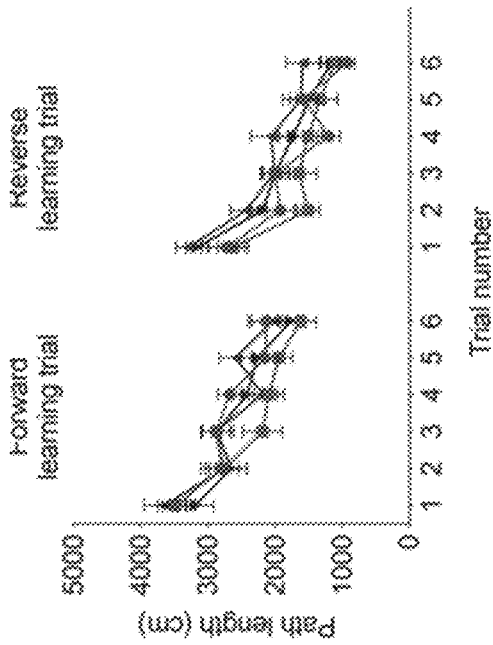 Forward
learning trial
Reverse
learning trial
Path length (cm)
5000
4000
3000
2000
1000
0
1 2 3 4 5 6 1 2 3 4 5 6
Trial number